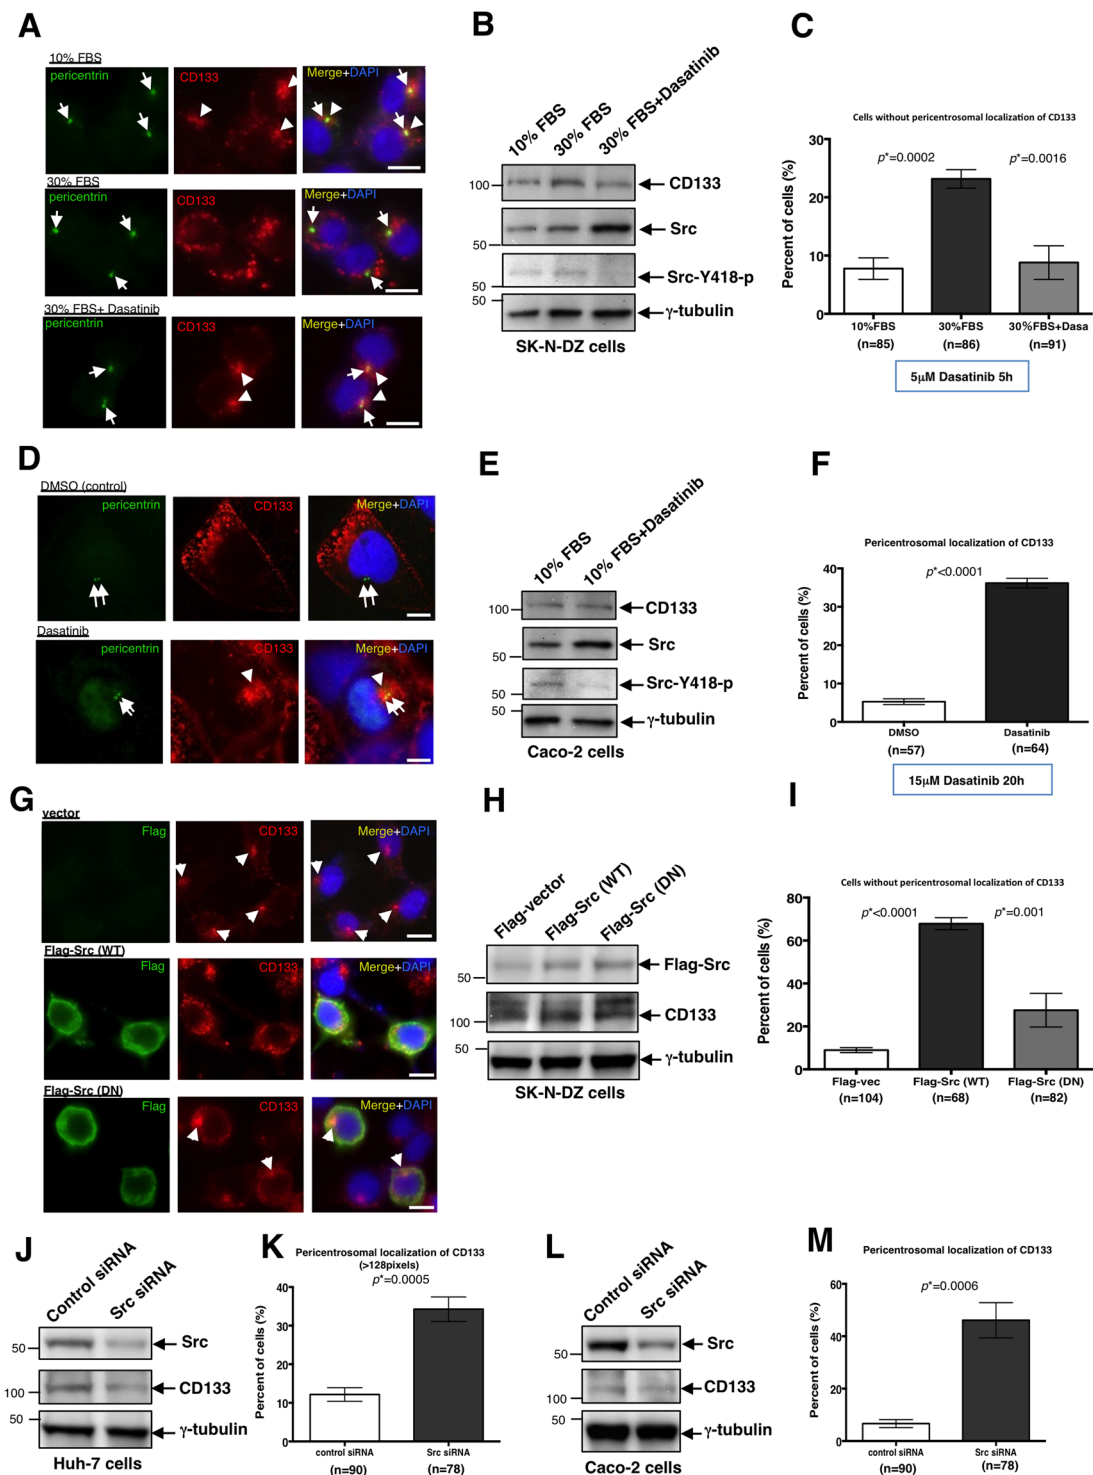 A
10% FBS
pericentrin
CD133
Merge+DAPI
30% FBS
pericentrin
CD133
Merge+DAPI
30% FBS+ Dasatinib
pericentrin
CD133
Merge+DAPI
B
10% FBS
30% FBS
30% FBS+Dasatinib
100
CD133
Src
50
Src-Y418-p
50
50
γ-tubulin
SK-N-DZ cells
C
Cells without pericentrosomal localization of CD133
Percent of cells (%)
30
20
10
0
p*=0.0002
p*=0.0016
10%FBS
30%FBS
30%FBS+Dasa
(n=85)
(n=86)
(n=91)
5μM Dasatinib 5h
D
DMSO (control)
pericentrin
CD133
Merge+DAPI
Dasatinib
pericentrin
CD133
Merge+DAPI
E
10% FBS
10% FBS+Dasatinib
100
CD133
Src
50
Src-Y418-p
50
50
γ-tubulin
Caco-2 cells
F
Pericentrosomal localization of CD133
Percent of cells (%)
40
30
20
10
0
p*<0.0001
DMSO
Dasatinib
(n=57)
(n=64)
15μM Dasatinib 20h
G
vector
Flag
CD133
Merge+DAPI
Flag-Src (WT)
Flag
CD133
Merge+DAPI
Flag-Src (DN)
Flag
CD133
Merge+DAPI
H
Flag-vector
Flag-Src (WT)
Flag-Src (DN)
Flag-Src
50
CD133
100
50
γ-tubulin
SK-N-DZ cells
I
Cells without pericentrosomal localization of CD133
Percent of cells (%)
80
60
40
20
0
p*<0.0001
p*=0.001
Flag-vec
Flag-Src (WT)
Flag-Src (DN)
(n=104)
(n=68)
(n=82)
J
Control siRNA
Src siRNA
Src
50
CD133
100
50
γ-tubulin
Huh-7 cells
K
Pericentrosomal localization of CD133
(>128pixels)
p*=0.0005
Percent of cells (%)
40
30
20
10
0
control siRNA
Src siRNA
(n=90)
(n=78)
L
Control siRNA
Src siRNA
Src
50
CD133
100
50
γ-tubulin
Caco-2 cells
M
Pericentrosomal localization of CD133
p*=0.0006
Percent of cells (%)
60
40
20
0
control siRNA
Src siRNA
(n=90)
(n=78)